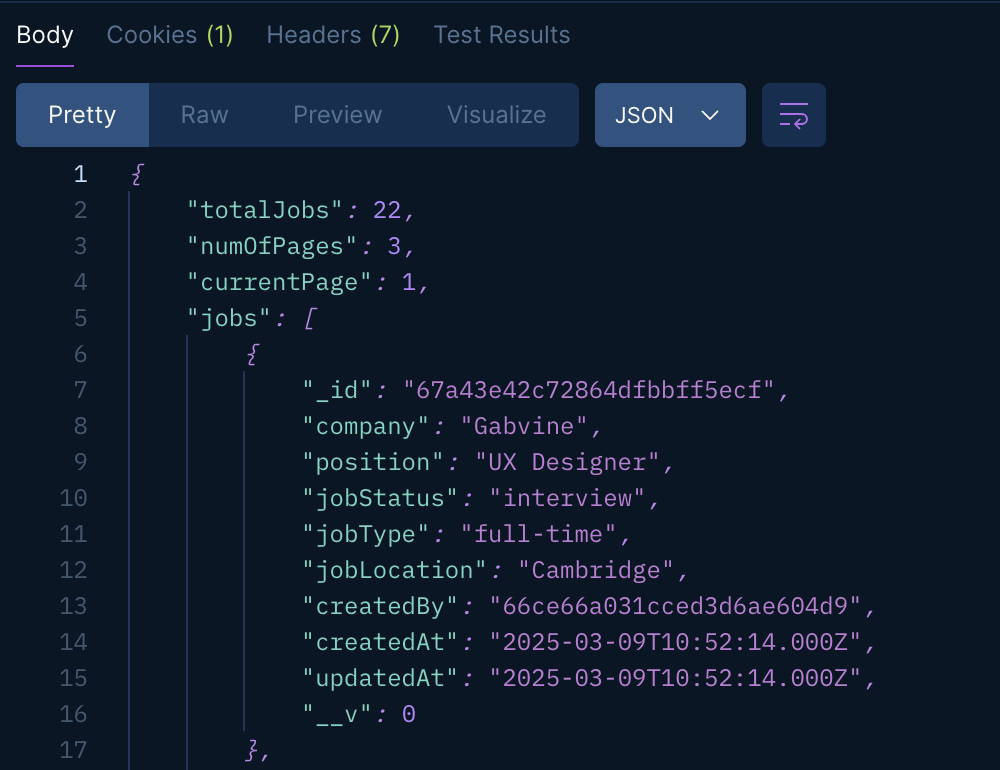 Body Cookies (1) Headers (7) Test Results
Pretty Raw Preview Visualize JSON
1 {
2 "totalJobs": 22,
3 "numOfPages": 3,
4 "currentPage": 1,
5 "jobs": [
6 {
7 "_id": "67a43e42c72864dfbbff5ecf",
8 "company": "Gabvine",
9 "position": "UX Designer",
10 "jobStatus": "interview",
11 "jobType": "full-time",
12 "jobLocation": "Cambridge",
13 "createdBy": "66ce66a031cced3d6ae604d9",
14 "createdAt": "2025-03-09T10:52:14.000Z",
15 "updatedAt": "2025-03-09T10:52:14.000Z",
16 "__v": 0
17 },